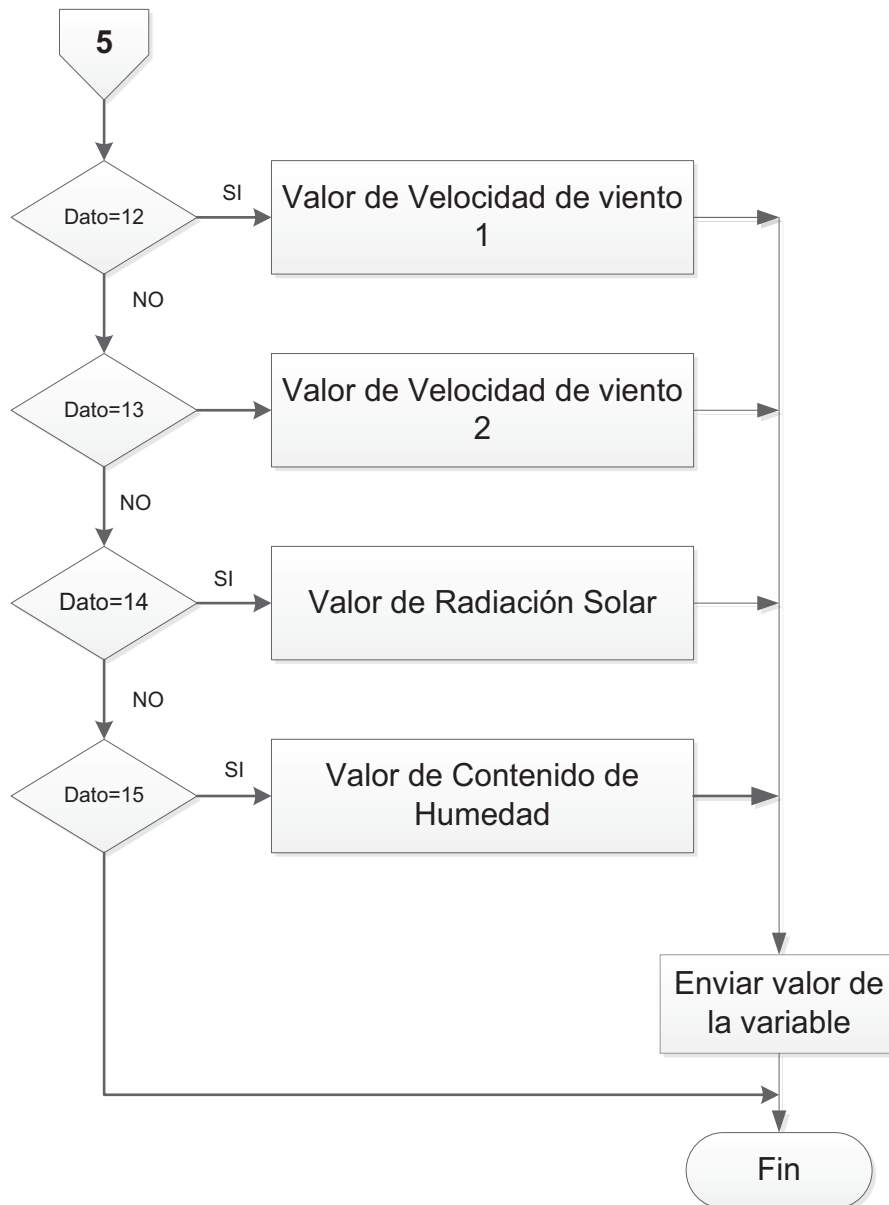 5
Dato=12
SI
Valor de Velocidad de viento
1
NO
Dato=13
Valor de Velocidad de viento
2
NO
Dato=14
SI
Valor de Radiación Solar
NO
Dato=15
SI
Valor de Contenido de
Humedad
Enviar valor de
la variable
Fin